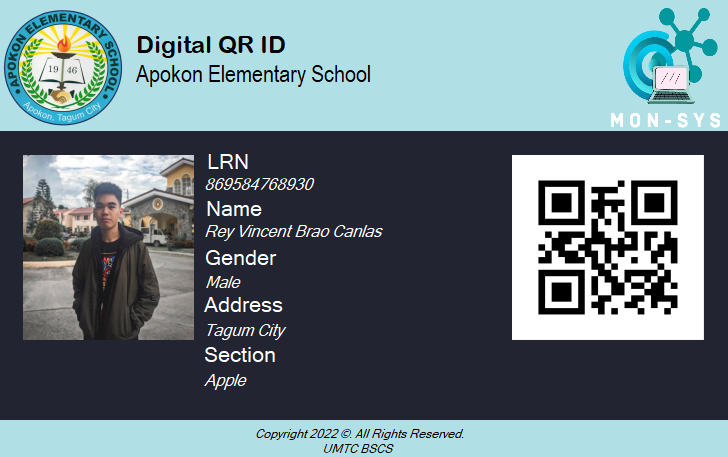 APOKON ELEMENTARY SCHOOL
19 46
Apokon, Tagum City
Digital QR ID
Apokon Elementary School
MON-SYS
LRN
869584768930
Name
Rey Vincent Brao Canlas
Gender
Male
Address
Tagum City
Section
Apple
Copyright 2022 ©. All Rights Reserved.
UMTC BSCS